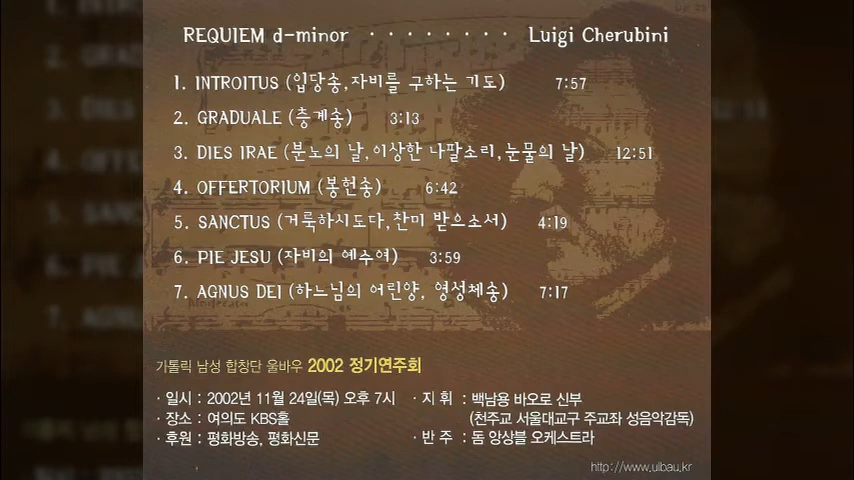 REQUIEM d-minor · · · · · · · · Luigi Cherubini
1. INTROITUS (입당송,자비를 구하는 기도) 7:57
2. GRADUALE (층계송) 3:13
3. DIES IRAE (분노의 날,이상한 나팔소리,눈물의 날) 12:51
4. OFFERTORIUM (봉헌송) 6:42
5. SANCTUS (거룩하시도다,찬미 받으소서) 4:19
6. PIE JESU (자비의 예수여) 3:59
7. AGNUS DEI (하느님의 어린양, 영성체송) 7:17
가톨릭 남성 합창단 울바우 2002 정기연주회
· 일시 : 2002년 11월 24일(목) 오후 7시 · 지 휘 : 백남용 바오로 신부
· 장소 : 여의도 KBS홀 (천주교 서울대교구 주교좌 성음악감독)
· 후원 : 평화방송, 평화신문 · 반 주 : 돔 앙상블 오케스트라
http://www.ulbau.kr